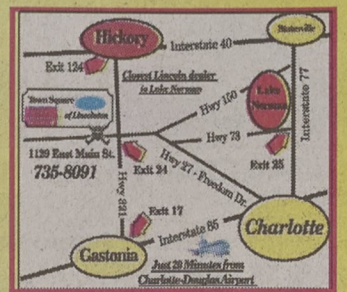 Hickory
Interstate 40
Statesville
Exit 124
Closest Lincoln dealer
to Lake Norman
Town Square
of Lincolnton
Hwy 150
Lake
Norman
Interstate 77
Hwy 73
1129 East Main St.
735-8091
Exit 24
Exit 25
Hwy 27 - Freedom Dr.
Hwy 321
Exit 17
Interstate 85
Charlotte
Gastonia
Just 28 Minutes from
Charlotte-Douglas Airport